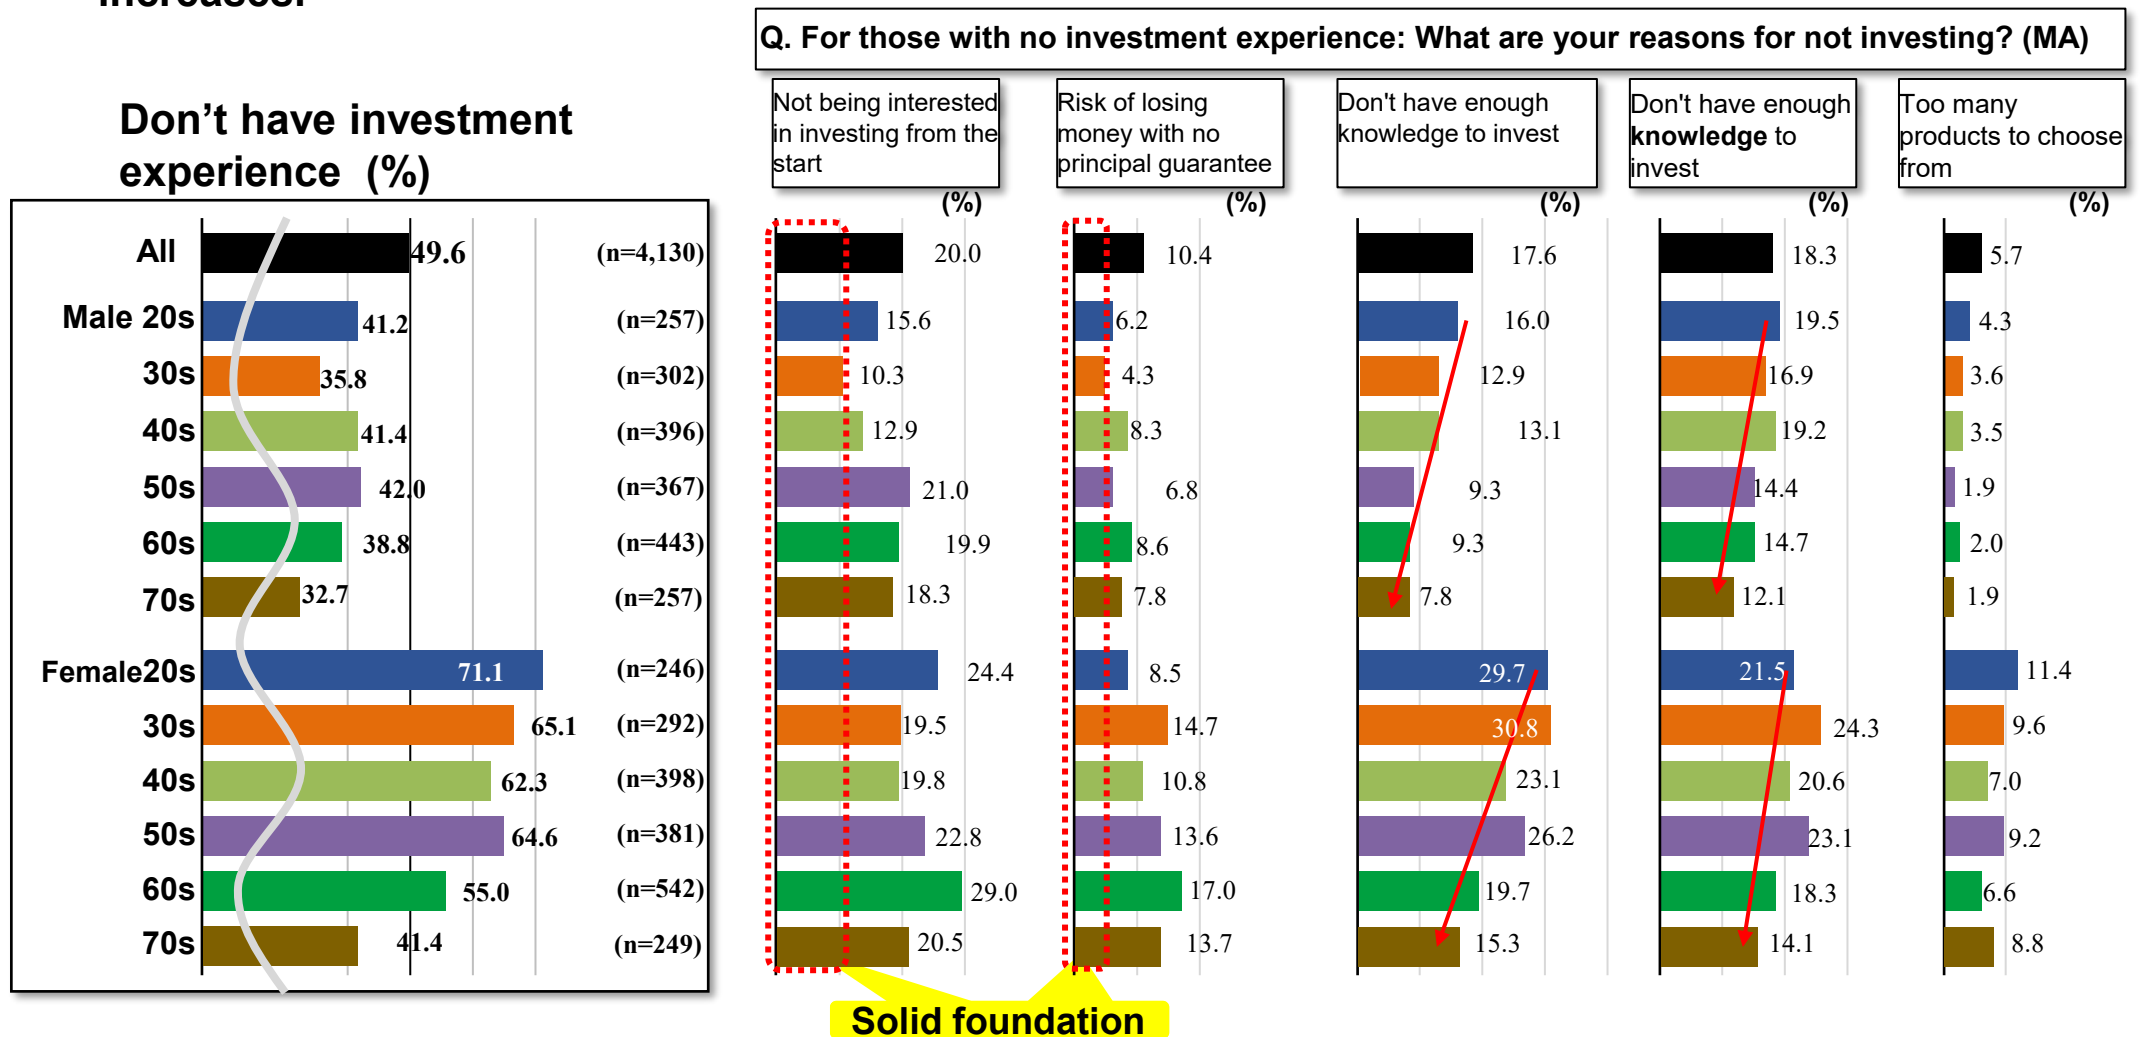 increases.
Q. For those with no investment experience: What are your reasons for not investing? (MA)
Don’t have investment
experience (%)
Not being interested
in investing from the
start
Risk of losing
money with no
principal guarantee
Don't have enough
knowledge to invest
Don't have enough
knowledge to
invest
Too many
products to choose
from
(%) (%) (%) (%) (%)
All 49.6 (n=4,130) 20.0 10.4 17.6 18.3 5.7
Male 20s 41.2 (n=257) 15.6 6.2 16.0 19.5 4.3
30s 35.8 (n=302) 10.3 4.3 12.9 16.9 3.6
40s 41.4 (n=396) 12.9 8.3 13.1 19.2 3.5
50s 42.0 (n=367) 21.0 6.8 9.3 14.4 1.9
60s 38.8 (n=443) 19.9 8.6 9.3 14.7 2.0
70s 32.7 (n=257) 18.3 7.8 7.8 12.1 1.9
Female20s 71.1 (n=246) 24.4 8.5 29.7 21.5 11.4
30s 65.1 (n=292) 19.5 14.7 30.8 24.3 9.6
40s 62.3 (n=398) 19.8 10.8 23.1 20.6 7.0
50s 64.6 (n=381) 22.8 13.6 26.2 23.1 9.2
60s 55.0 (n=542) 29.0 17.0 19.7 18.3 6.6
70s 41.4 (n=249) 20.5 13.7 15.3 14.1 8.8
Solid foundation